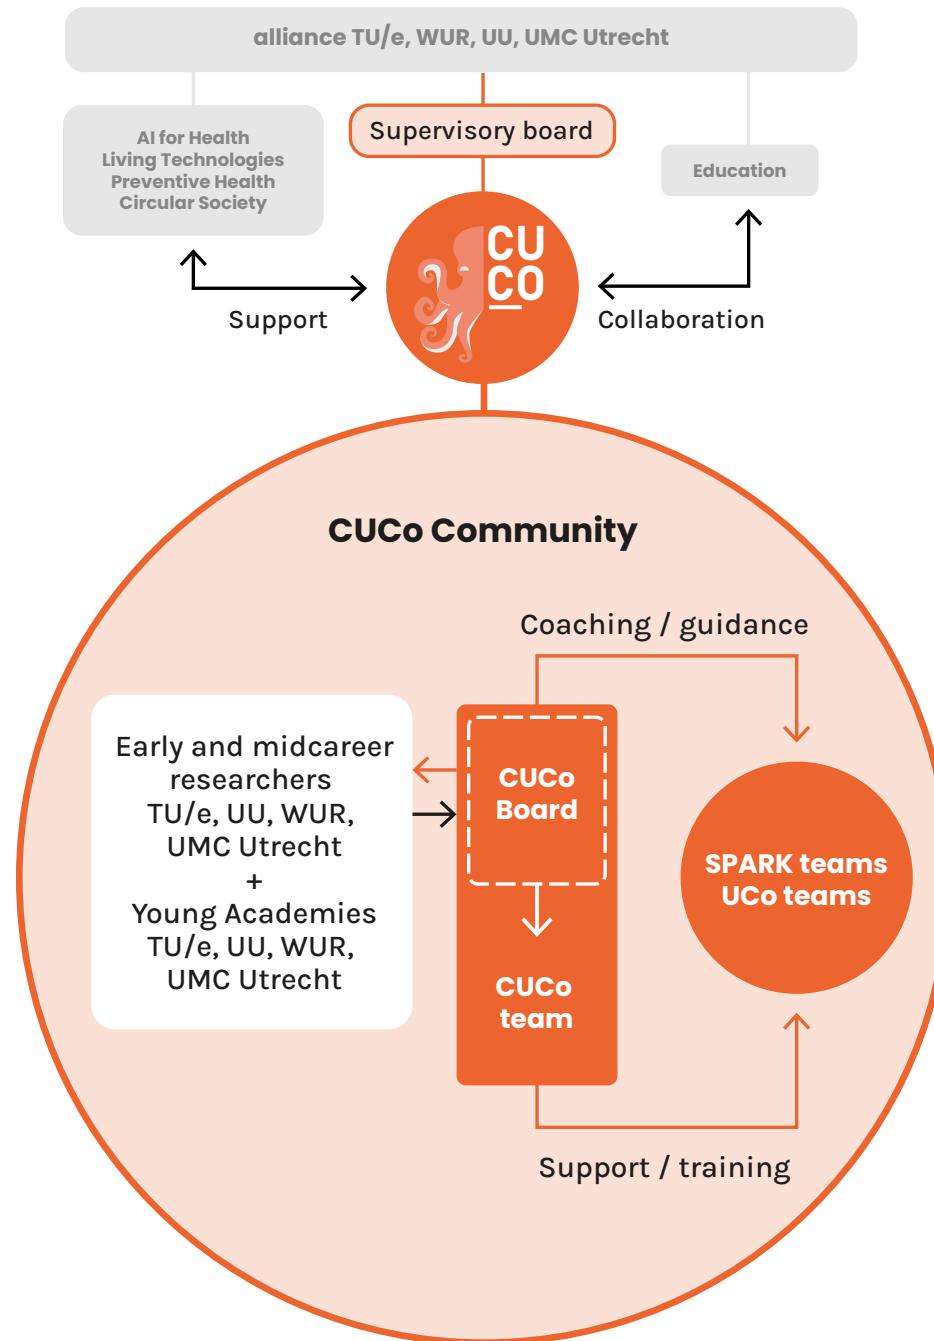 alliance TU/e, WUR, UU, UMC Utrecht
AI for Health
Living Technologies
Preventive Health
Circular Society
Supervisory board
Education
CU
CO
Support
Collaboration
CUCo Community
Coaching / guidance
Early and midcareer
researchers
TU/e, UU, WUR,
UMC Utrecht
+
Young Academies
TU/e, UU, WUR,
UMC Utrecht
CUCo
Board
CUCo
team
SPARK teams
UCo teams
Support / training